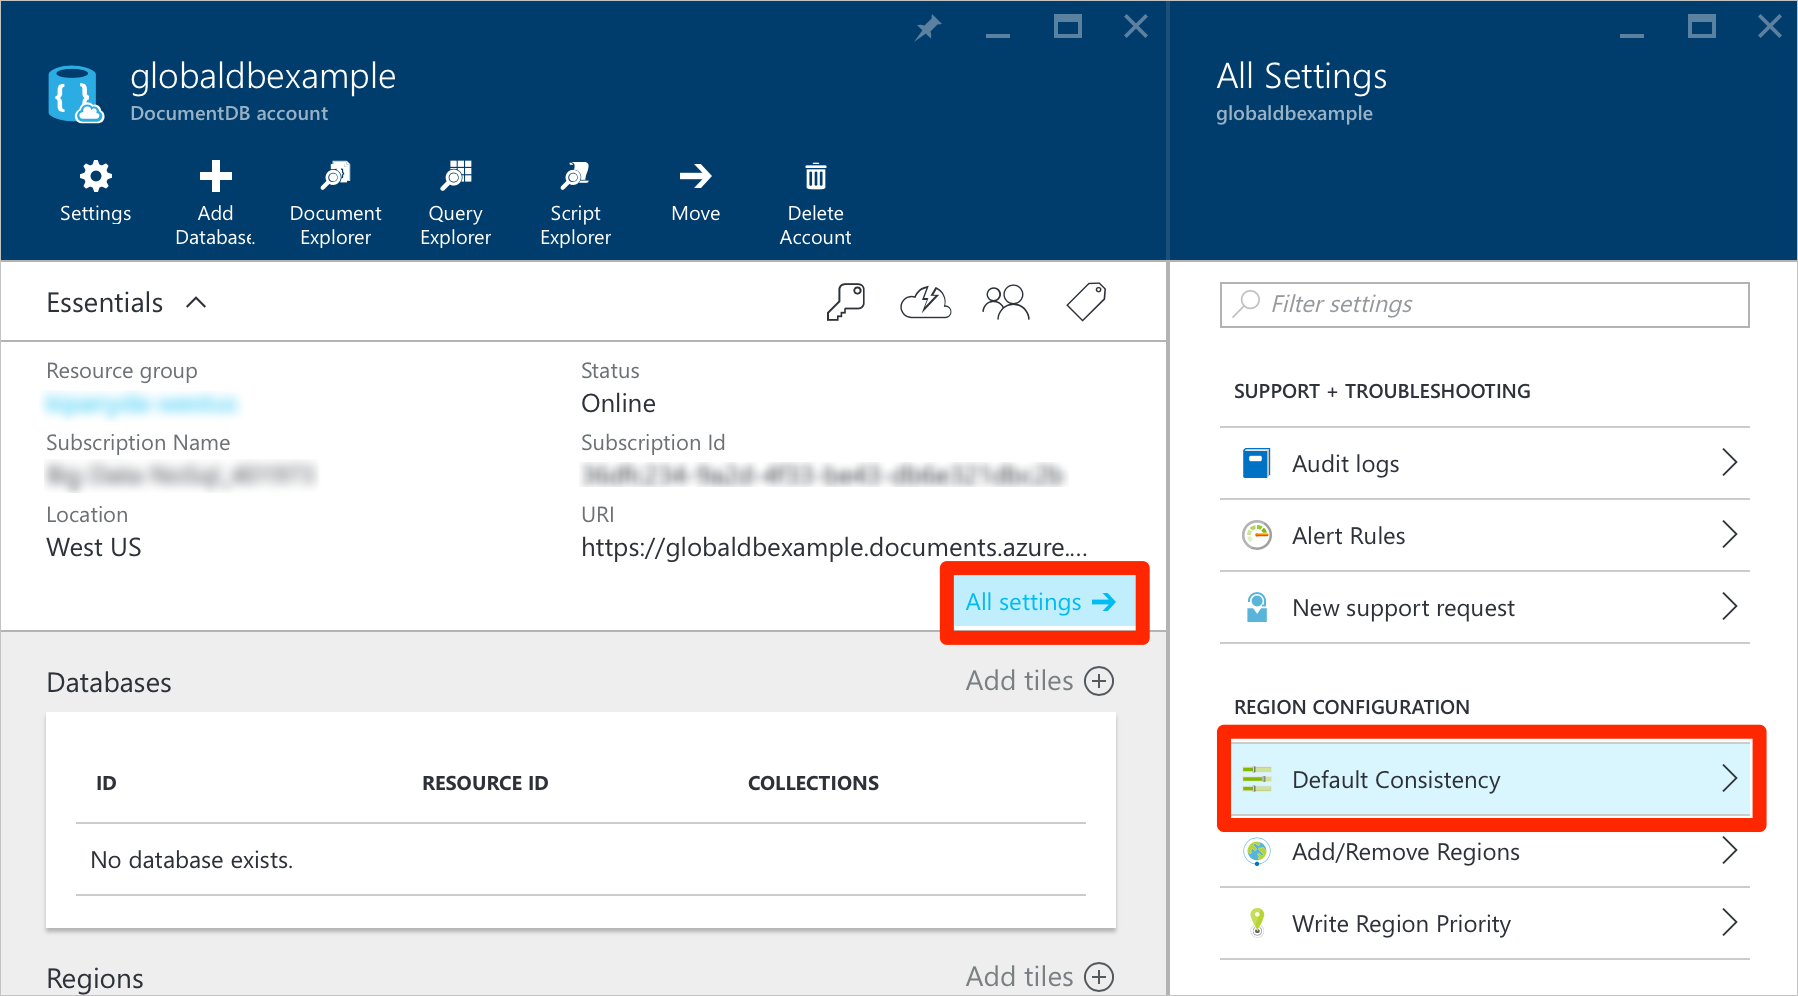 globaldbexample
DocumentDB account
Settings
Add
Database
Document
Explorer
Query
Explorer
Script
Explorer
Move
Delete
Account
Essentials
Resource group
Status
Online
Subscription Name
Subscription Id
Location
West US
URI
https://globaldbexample.documents.azure....
All settings
Databases
Add tiles
ID
RESOURCE ID
COLLECTIONS
No database exists.
Regions
Add tiles
All Settings
globaldbexample
Filter settings
SUPPORT + TROUBLESHOOTING
Audit logs
Alert Rules
New support request
REGION CONFIGURATION
Default Consistency
Add/Remove Regions
Write Region Priority